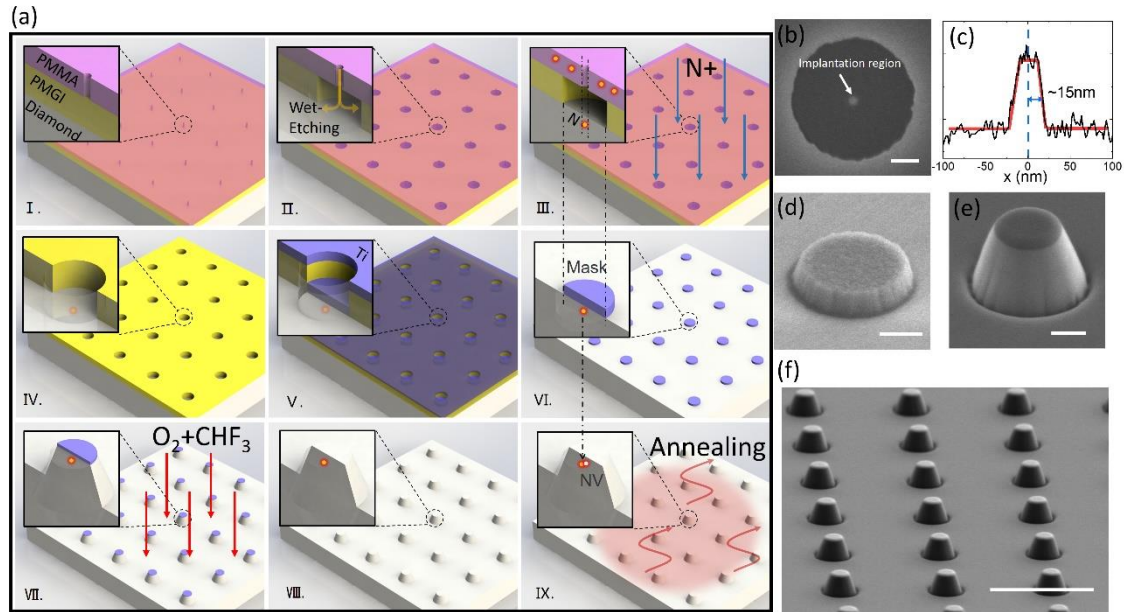 (a)
PMMA
PMGI
Diamond
I.
Wet-
Etching
II.
N
N+
III.
IV.
Ti
V.
Mask
VI.
O2+CHF3
VII.
VIII.
NV
Annealing
IX.
(b)
Implantation region
(c)
~15nm
-100 -50 0 50 100
x (nm)
(d)
(e)
(f)